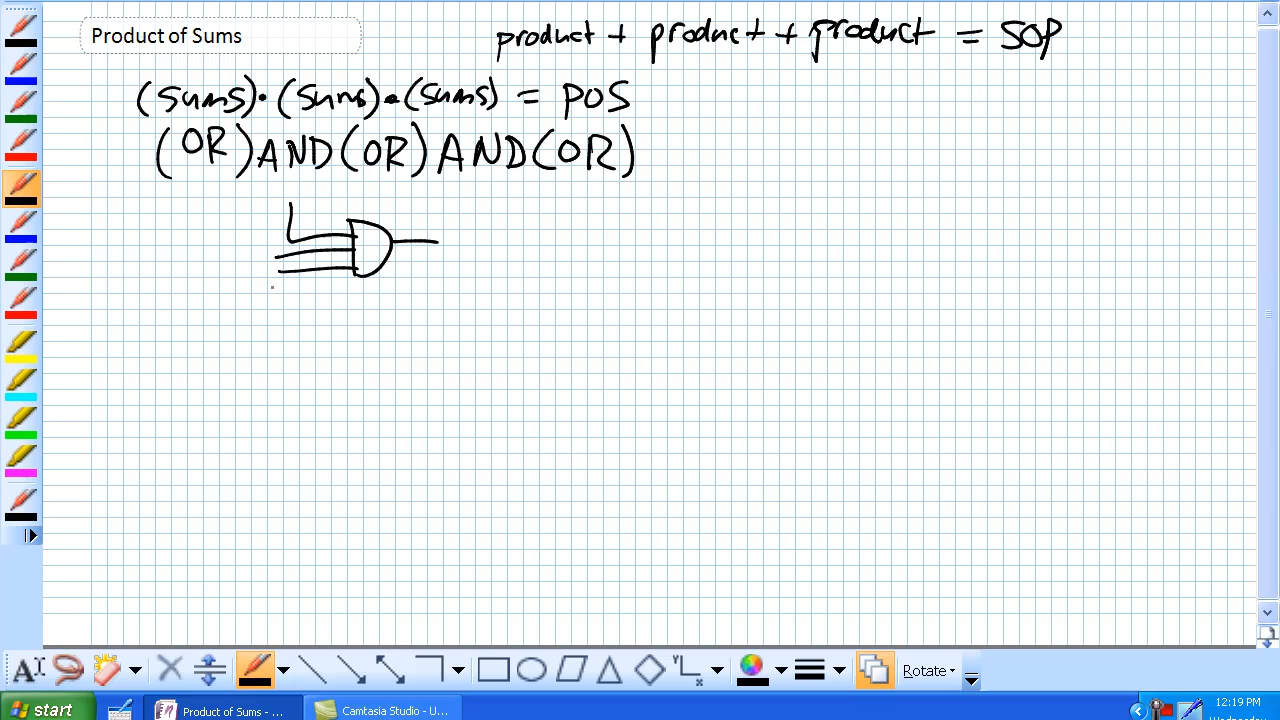 Product of Sums
product + product + product = SOP
(sums)·(sums)·(sums) = POS
(OR)AND(OR)AND(OR)
A
Rotate
start
Product of Sums - ...
Camtasia Studio - U...
12:19 PM
Wednesday